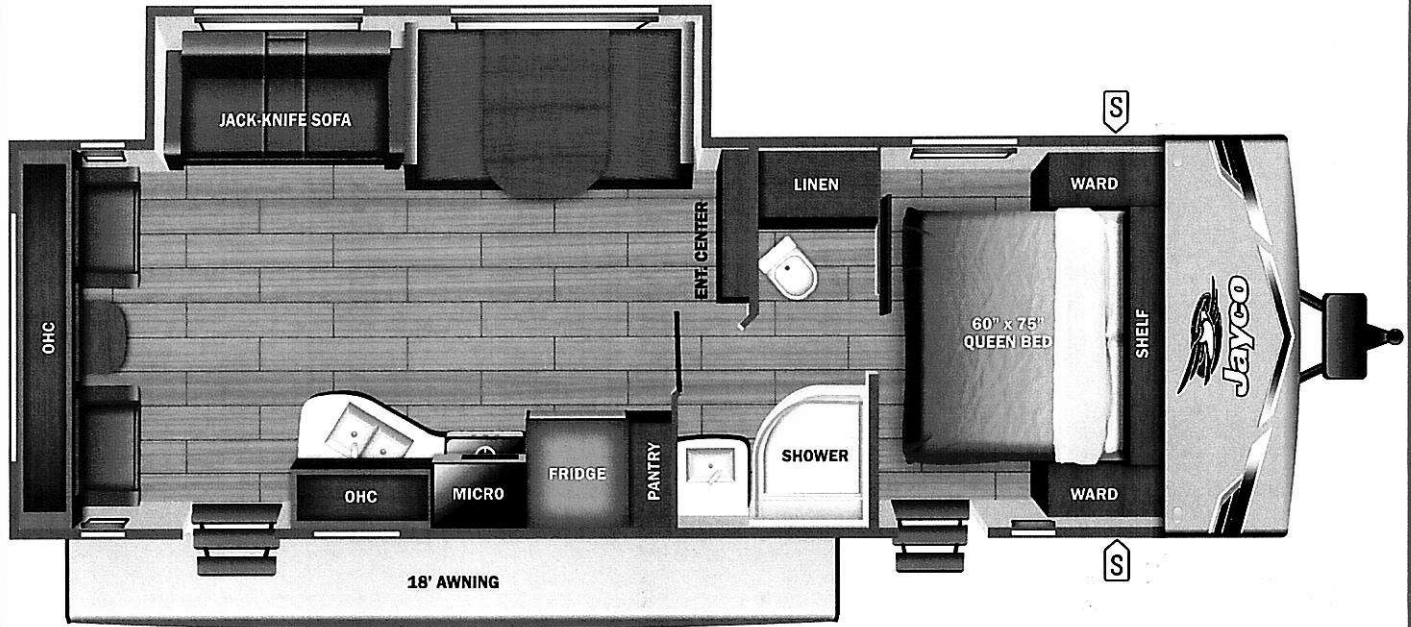 JACK-KNIFE SOFA
S
OHC
ENT. CENTER
LINEN
WARD
60" x 75"
QUEEN BED
SHELF
Jayco
OHC
MICRO
FRIDGE
PANTRY
SHOWER
WARD
18' AWNING
S